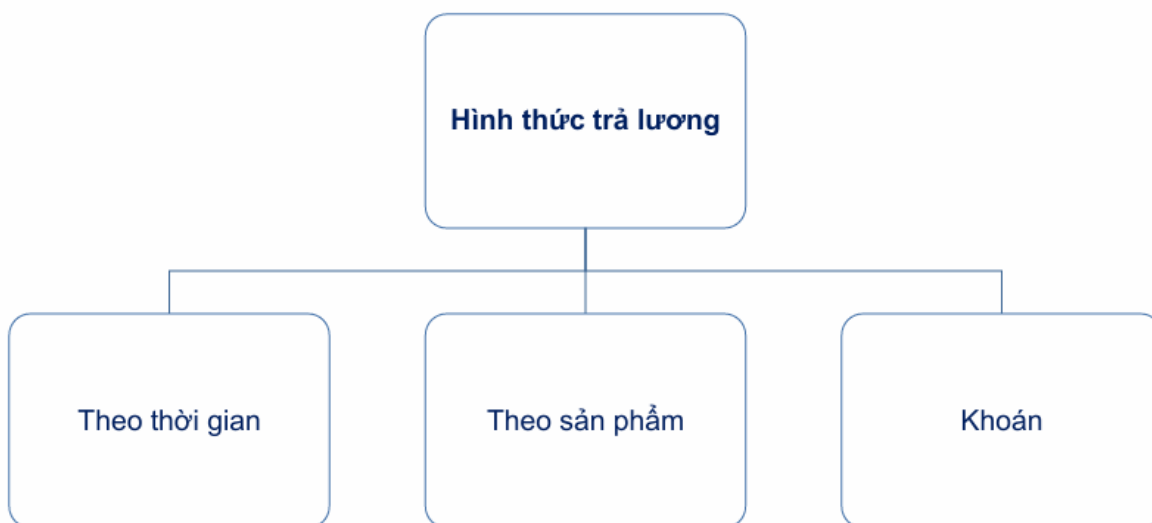 Hình thức trả lương
Theo thời gian
Theo sản phẩm
Khoán